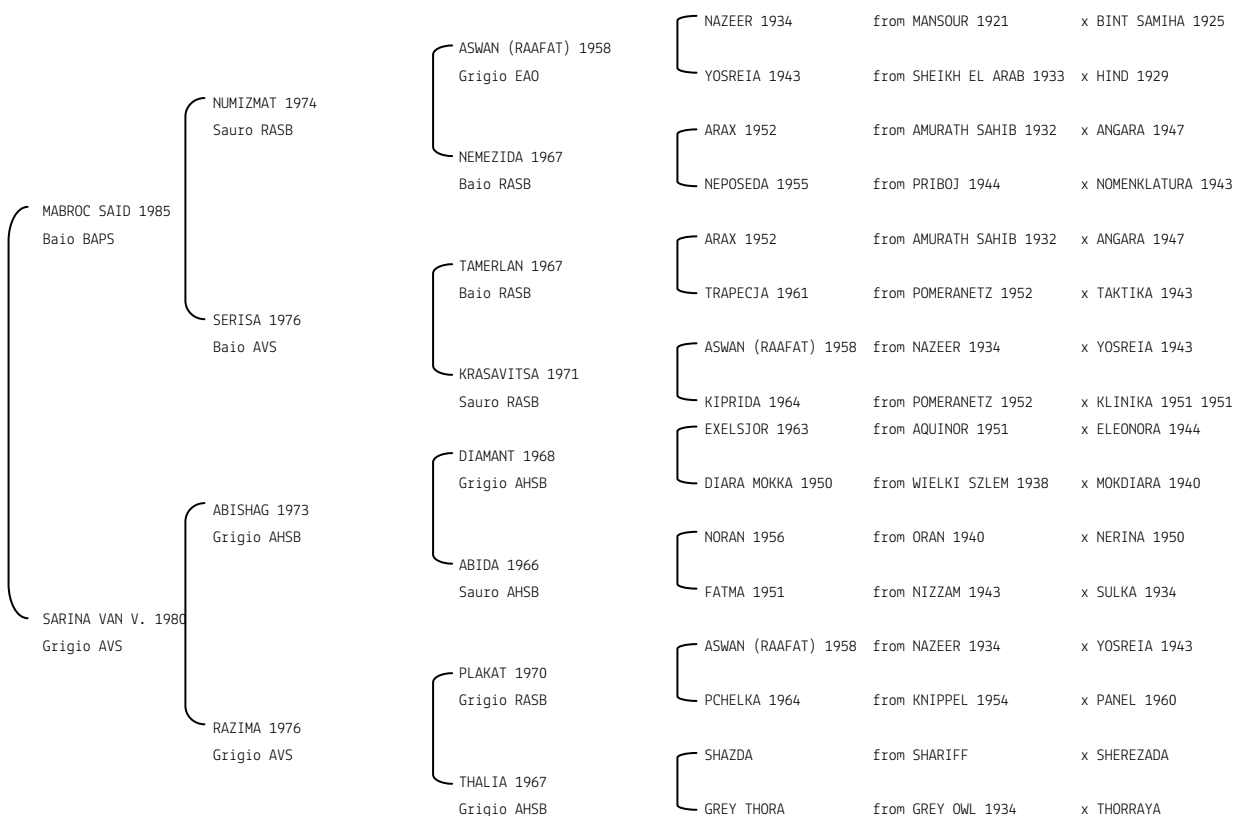 NAZEER 1934 from MANSOUR 1921 x BINT SAMIHA 1925
ASWAN (RAAFAT) 1958
Grigio EAO YOSREIA 1943 from SHEIKH EL ARAB 1933 x HIND 1929
NUMIZMAT 1974
Sauro RASB ARAX 1952 from AMURATH SAHIB 1932 x ANGARA 1947
NEMEZIDA 1967
Baio RASB NEPOSEDA 1955 from PRIBOJ 1944 x NOMENKLATURA 1943
MABROC SAID 1985
Baio BAPS ARAX 1952 from AMURATH SAHIB 1932 x ANGARA 1947
TAMERLAN 1967
Baio RASB TRAPECJA 1961 from POMERANETZ 1952 x TAKTIKA 1943
SERISA 1976
Baio AVS ASWAN (RAAFAT) 1958 from NAZEER 1934 x YOSREIA 1943
KRASAVITSA 1971
Sauro RASB KIPRIDA 1964 from POMERANETZ 1952 x KLINIKA 1951 1951
EXELSJOR 1963 from AQUINOR 1951 x ELEONORA 1944
DIAMANT 1968
Grigio AHSB DIARA MOKKA 1950 from WIELKI SZLEM 1938 x MOKDIARA 1940
ABISHAG 1973
Grigio AHSB NORAN 1956 from ORAN 1940 x NERINA 1950
ABIDA 1966
Sauro AHSB FATMA 1951 from NIZZAM 1943 x SULKA 1934
SARINA VAN V. 1980
Grigio AVS ASWAN (RAAFAT) 1958 from NAZEER 1934 x YOSREIA 1943
PLAKAT 1970
Grigio RASB PCHELKA 1964 from KNIPPEL 1954 x PANEL 1960
RAZIMA 1976
Grigio AVS SHAZDA from SHARIFF x SHEREZADA
THALIA 1967
Grigio AHSB GREY THORA from GREY OWL 1934 x THORRAYA